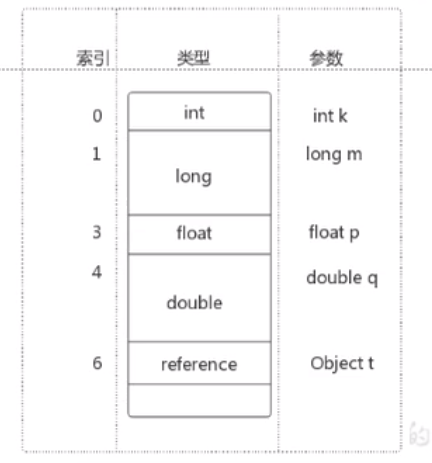 索引 类型 参数
0 int int k
1 long long m
3 float float p
4 double double q
6 reference Object t